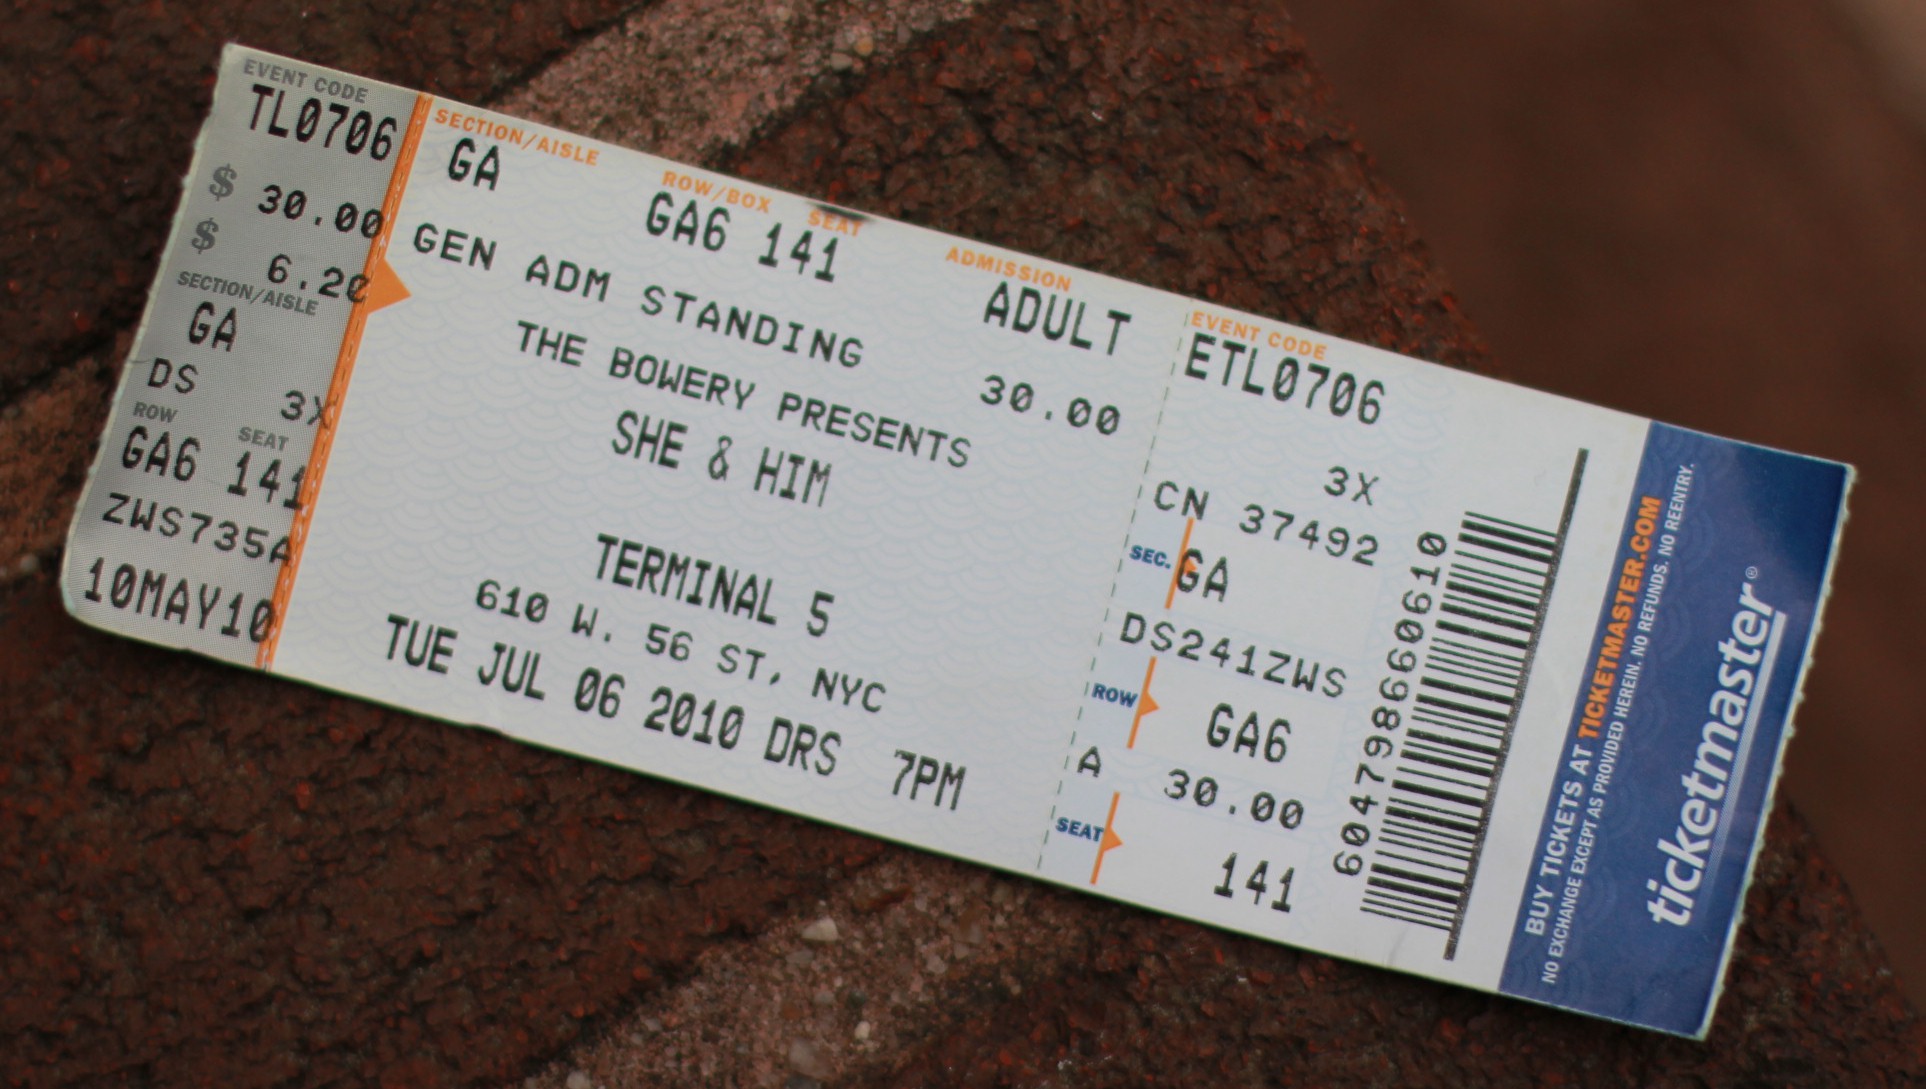 EVENT CODE
TL0706
$ 30.00
$ 6.20
SECTION/AISLE
GA
DS 3X
ROW SEAT
GA6 141
ZWS735A
10MAY10
SECTION/AISLE ROW/BOX SEAT ADMISSION
GA GA6 141 ADULT
GEN ADM STANDING 30.00
THE BOWERY PRESENTS
SHE & HIM
TERMINAL 5
610 W. 56 ST, NYC
TUE JUL 06 2010 DRS 7PM
EVENT CODE
ETL0706
3X
CN 37492
SEC. GA
DS241ZWS
ROW GA6
A 30.00
SEAT 141
604798660610
BUY TICKETS AT TICKETMASTER.COM
NO EXCHANGE EXCEPT AS PROVIDED HEREIN. NO REFUNDS. NO REENTRY.
ticketmaster®